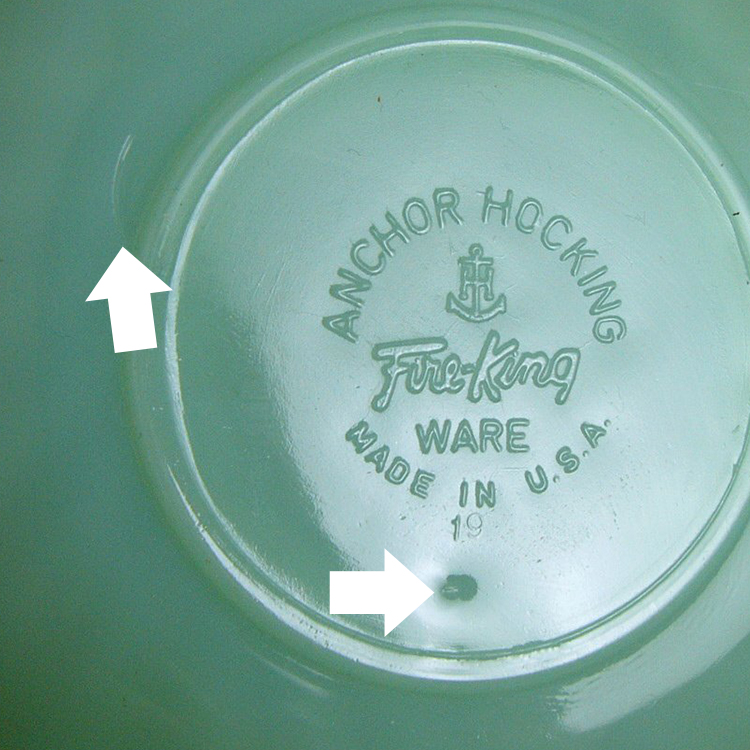 ANCHOR HOCKING
Fire-King
WARE
MADE IN U.S.A.
19